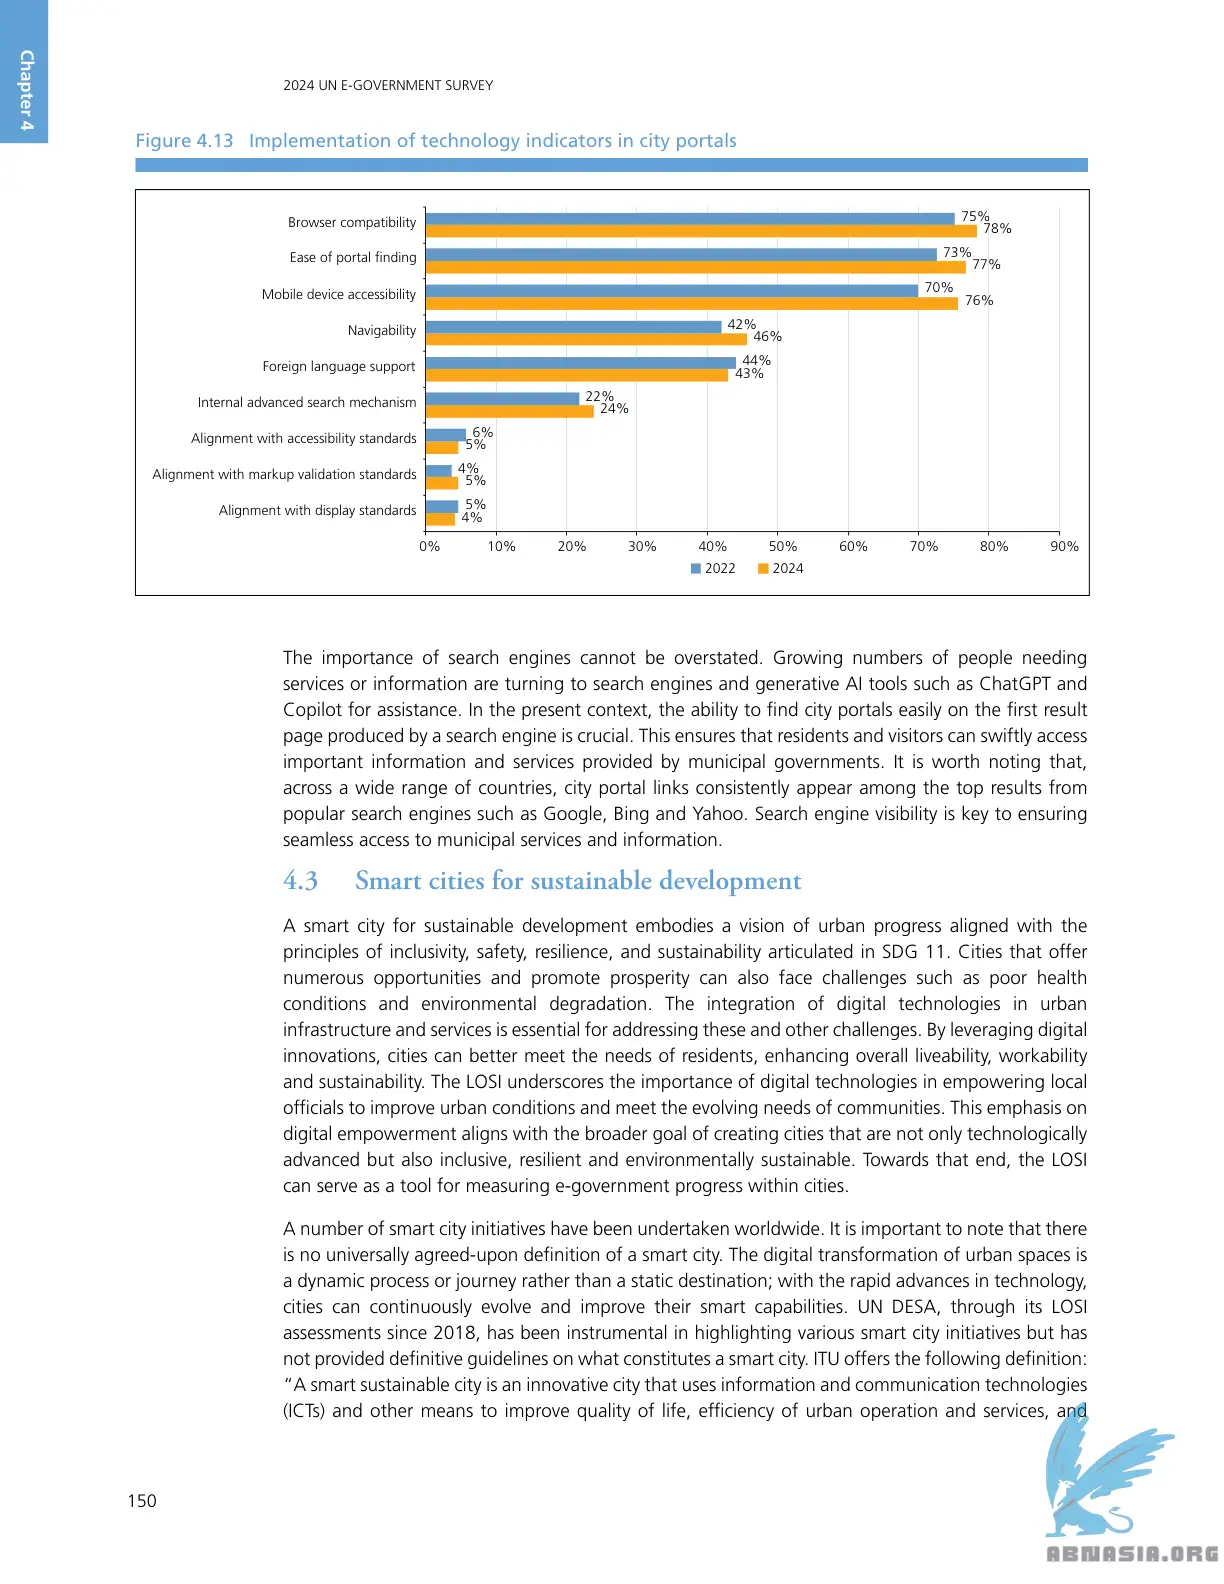 Chapter 4
2024 UN E-GOVERNMENT SURVEY
Figure 4.13 Implementation of technology indicators in city portals
Browser compatibility
75%
78%
Ease of portal finding
73%
77%
Mobile device accessibility
70%
76%
Navigability
42%
46%
Foreign language support
44%
43%
Internal advanced search mechanism
22%
24%
Alignment with accessibility standards
6%
5%
Alignment with markup validation standards
4%
5%
Alignment with display standards
5%
4%
0% 10% 20% 30% 40% 50% 60% 70% 80% 90%
2022 2024
The importance of search engines cannot be overstated. Growing numbers of people needing
services or information are turning to search engines and generative AI tools such as ChatGPT and
Copilot for assistance. In the present context, the ability to find city portals easily on the first result
page produced by a search engine is crucial. This ensures that residents and visitors can swiftly access
important information and services provided by municipal governments. It is worth noting that,
across a wide range of countries, city portal links consistently appear among the top results from
popular search engines such as Google, Bing and Yahoo. Search engine visibility is key to ensuring
seamless access to municipal services and information.
4.3 Smart cities for sustainable development
A smart city for sustainable development embodies a vision of urban progress aligned with the
principles of inclusivity, safety, resilience, and sustainability articulated in SDG 11. Cities that offer
numerous opportunities and promote prosperity can also face challenges such as poor health
conditions and environmental degradation. The integration of digital technologies in urban
infrastructure and services is essential for addressing these and other challenges. By leveraging digital
innovations, cities can better meet the needs of residents, enhancing overall liveability, workability
and sustainability. The LOSI underscores the importance of digital technologies in empowering local
officials to improve urban conditions and meet the evolving needs of communities. This emphasis on
digital empowerment aligns with the broader goal of creating cities that are not only technologically
advanced but also inclusive, resilient and environmentally sustainable. Towards that end, the LOSI
can serve as a tool for measuring e-government progress within cities.
A number of smart city initiatives have been undertaken worldwide. It is important to note that there
is no universally agreed-upon definition of a smart city. The digital transformation of urban spaces is
a dynamic process or journey rather than a static destination; with the rapid advances in technology,
cities can continuously evolve and improve their smart capabilities. UN DESA, through its LOSI
assessments since 2018, has been instrumental in highlighting various smart city initiatives but has
not provided definitive guidelines on what constitutes a smart city. ITU offers the following definition:
“A smart sustainable city is an innovative city that uses information and communication technologies
(ICTs) and other means to improve quality of life, efficiency of urban operation and services, and
150
ABNASIA.ORG